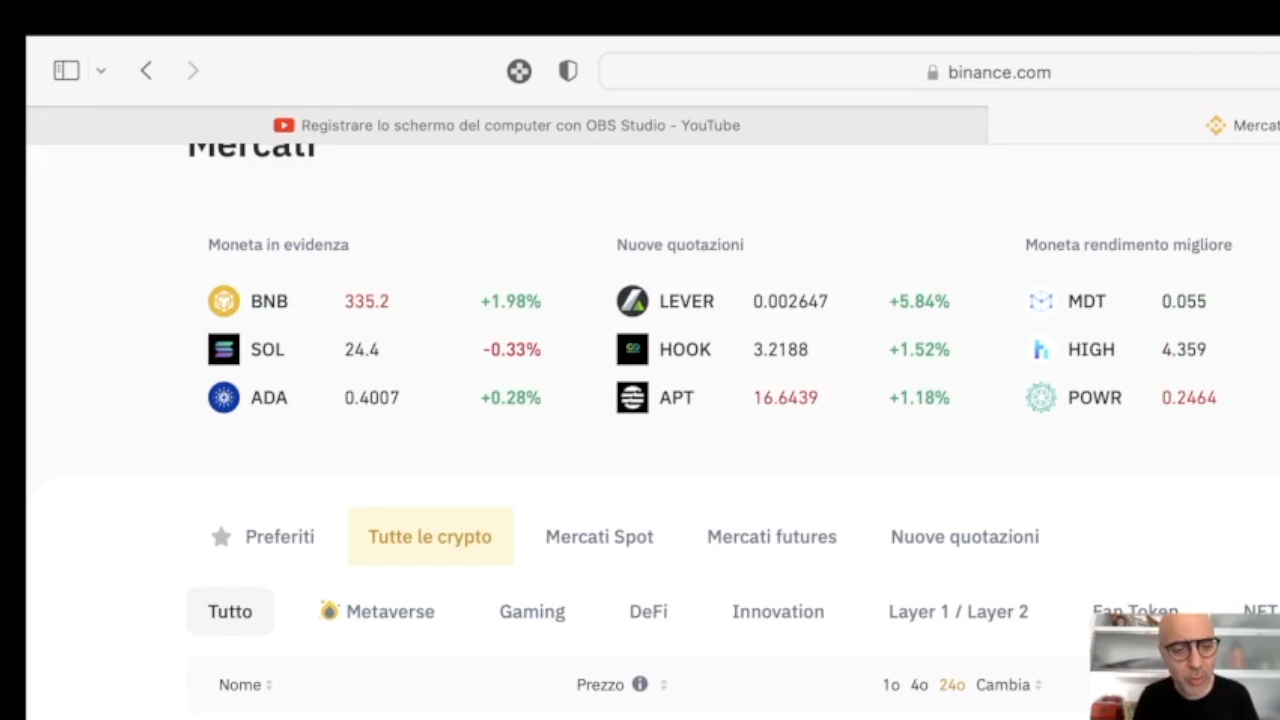 binance.com
Registrare lo schermo del computer con OBS Studio - YouTube
Mercat
Mercati
Moneta in evidenza
Nuove quotazioni
Moneta rendimento migliore
BNB 335.2 +1.98% LEVER 0.002647 +5.84% MDT 0.055
SOL 24.4 -0.33% HOOK 3.2188 +1.52% HIGH 4.359
ADA 0.4007 +0.28% APT 16.6439 +1.18% POWR 0.2464
Preferiti Tutte le crypto Mercati Spot Mercati futures Nuove quotazioni
Tutto Metaverse Gaming DeFi Innovation Layer 1 / Layer 2 Fan Token NFT
Nome Prezzo 1o 4o 24o Cambia